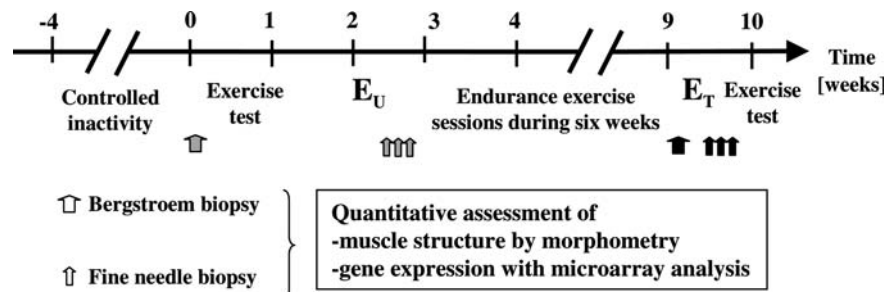 -4 0 1 2 3 4 9 10
Time
[weeks]
Controlled
inactivity
Exercise
test
E_U
Endurance exercise
sessions during six weeks
E_T
Exercise
test
Bergstroem biopsy
Fine needle biopsy
Quantitative assessment of
-muscle structure by morphometry
-gene expression with microarray analysis